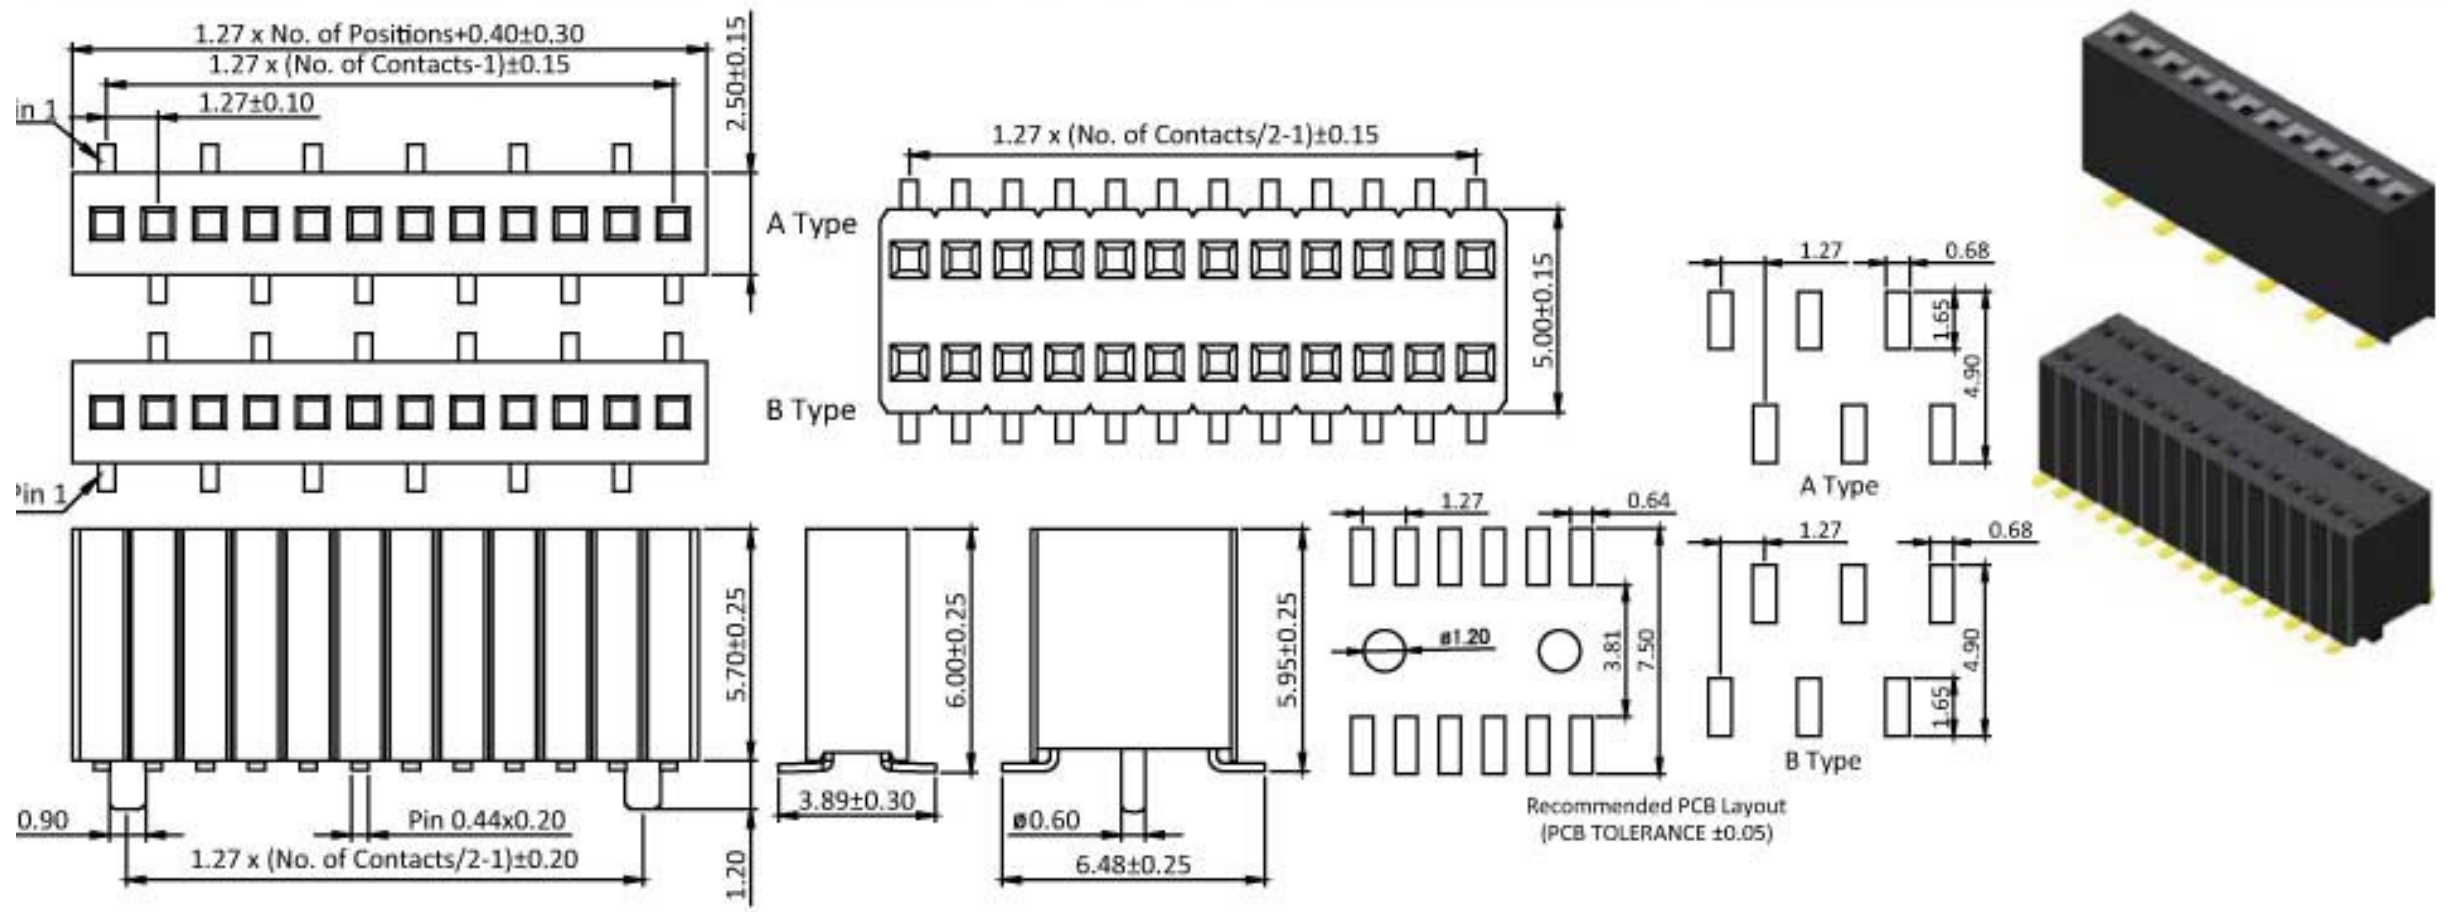 1.27 x No. of Positions+0.40±0.30
1.27 x (No. of Contacts-1)±0.15
1.27±0.10
2.50±0.15
in 1
A Type
B Type
Pin 1
1.27 x (No. of Contacts/2-1)±0.15
5.00±0.15
1.27
0.68
1.65
4.90
A Type
1.27
0.68
4.90
1.65
B Type
5.70±0.25
0.90
Pin 0.44x0.20
1.27 x (No. of Contacts/2-1)±0.20
1.20
6.00±0.25
3.89±0.30
5.95±0.25
ø0.60
6.48±0.25
1.27
0.64
ø1.20
3.81
7.50
Recommended PCB Layout
(PCB TOLERANCE ±0.05)